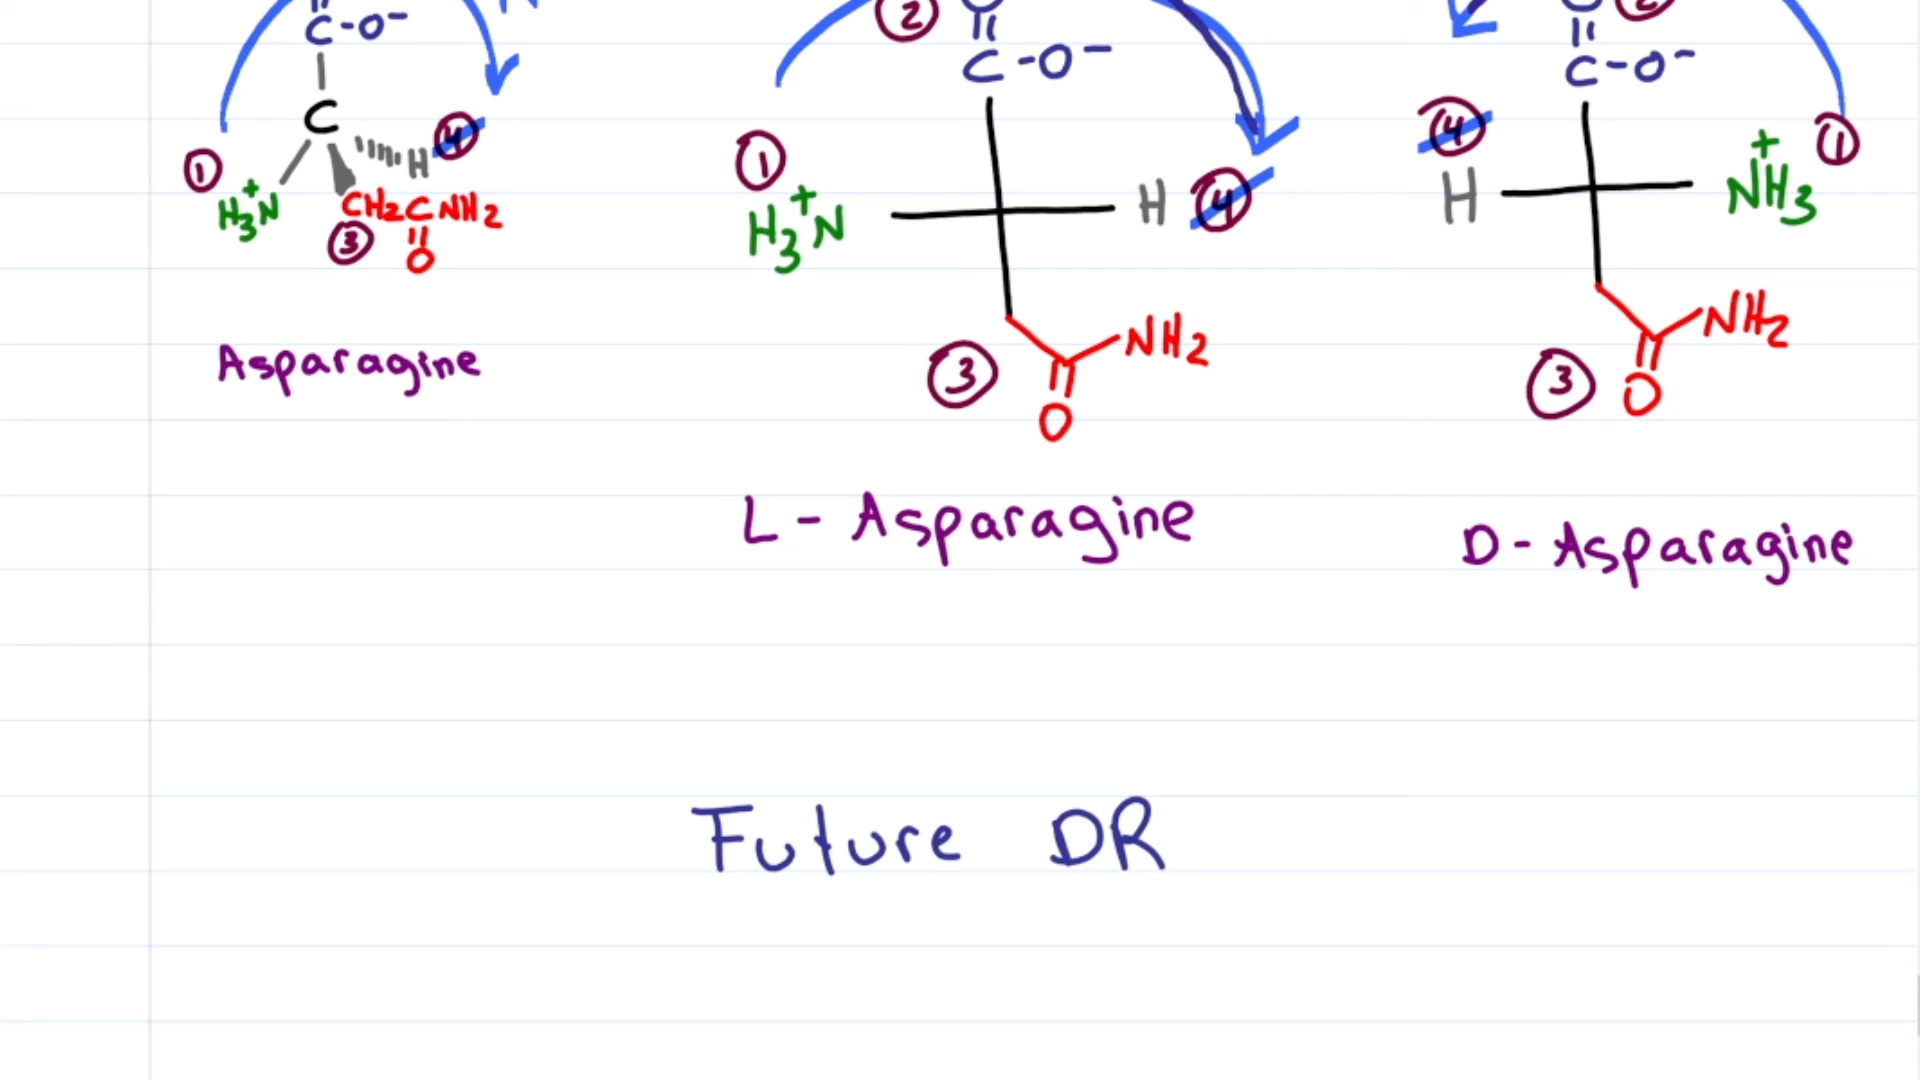 C-O⁻
② C-O⁻
② C-O⁻
C
④
① H₃N⁺
H
CH₂CNH₂
③ O
① H₃N⁺
H ④
③ NH₂
O
④ H
NH₃⁺ ①
③ NH₂
O
Asparagine
L - Asparagine
D - Asparagine
Future DR